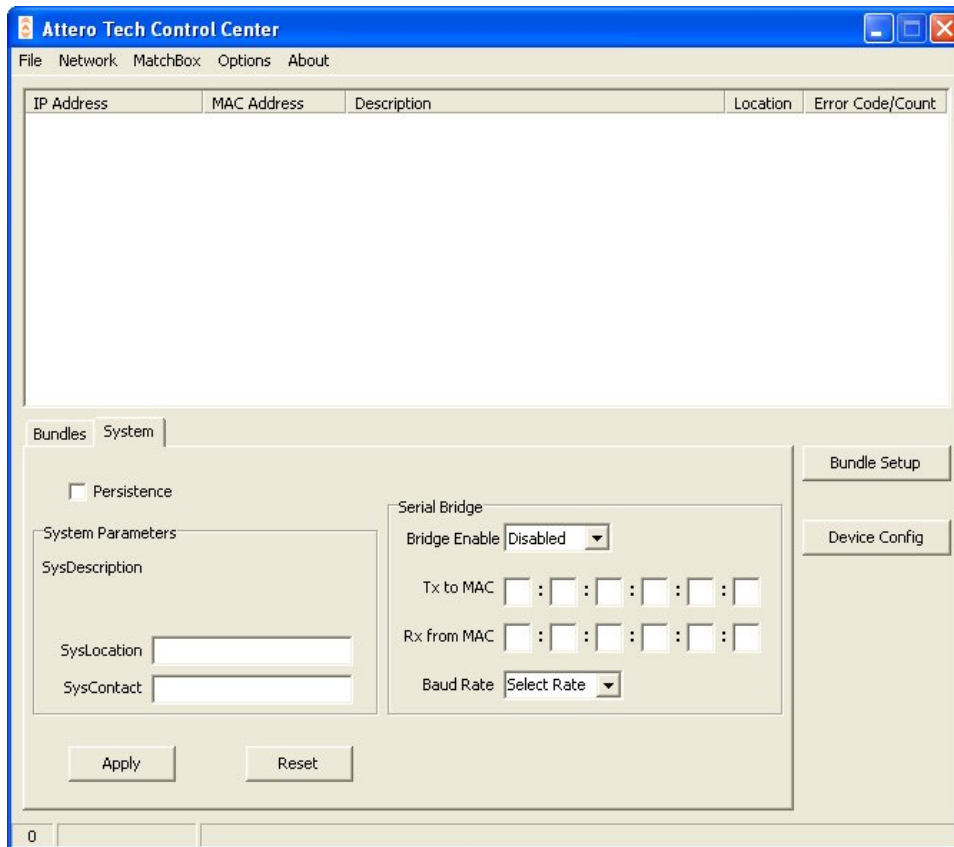 Attero Tech Control Center
File Network MatchBox Options About
IP Address MAC Address Description Location Error Code/Count
Bundles System
Bundle Setup
Persistence
Serial Bridge
System Parameters
Bridge Enable Disabled
Device Config
SysDescription
Tx to MAC : : : : :
Rx from MAC : : : : :
SysLocation
SysContact
Baud Rate Select Rate
Apply Reset
0